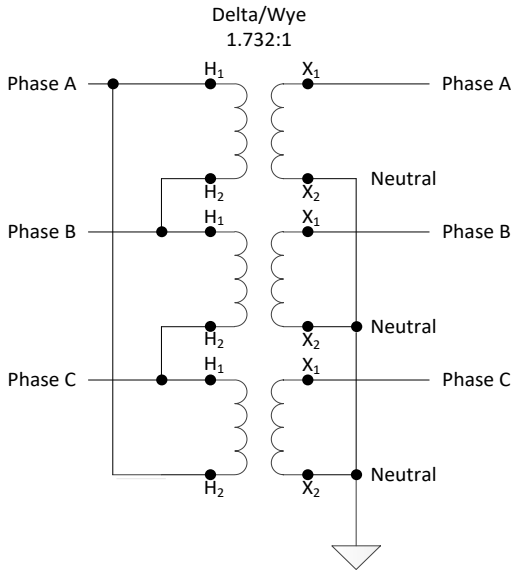 Delta/Wye
1.732:1
Phase A H₁ X₁ Phase A
H₂ X₂ Neutral
Phase B H₁ X₁ Phase B
H₂ X₂ Neutral
Phase C H₁ X₁ Phase C
H₂ X₂ Neutral